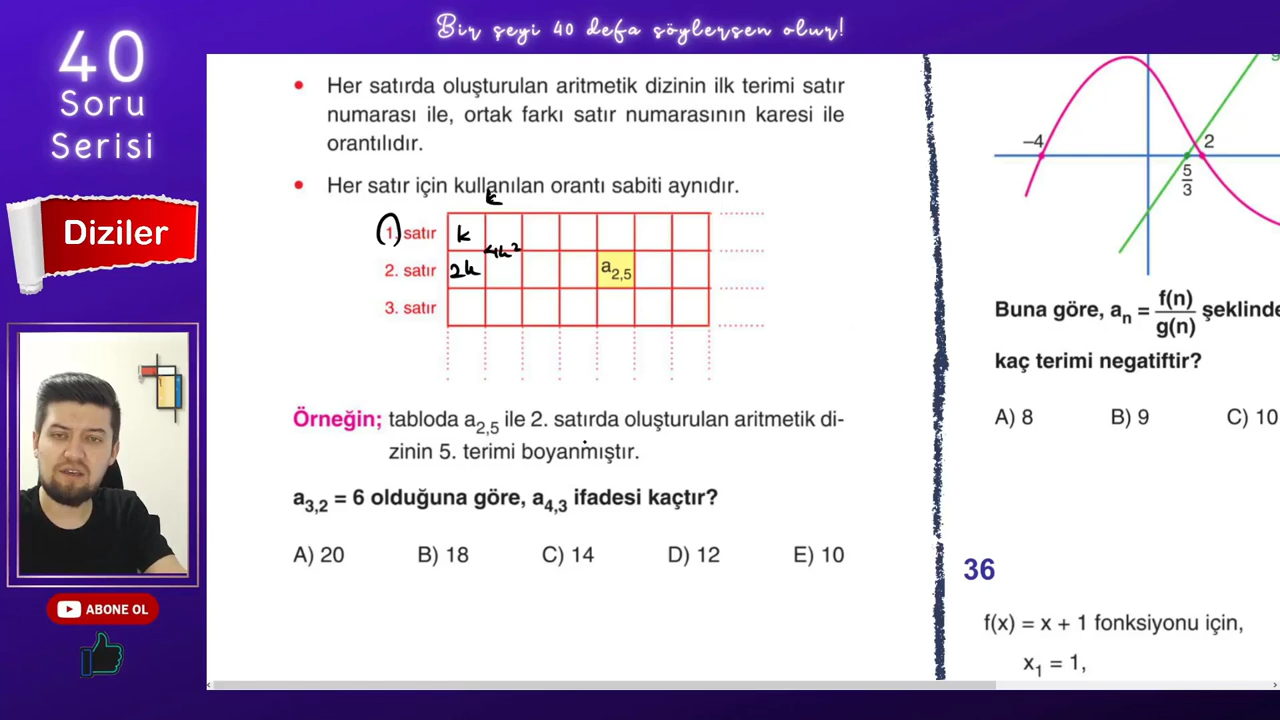 Bir şeyi 40 defa söylersen olur!
40
Soru
Serisi
Diziler
ABONE OL
• Her satırda oluşturulan aritmetik dizinin ilk terimi satır
numarası ile, ortak farkı satır numarasının karesi ile
orantılıdır.
• Her satır için kullanılan orantı sabiti aynıdır.
k
1. satır k
4k²
2. satır 2k a2,5
3. satır
Örneğin; tabloda a2,5 ile 2. satırda oluşturulan aritmetik di-
zinin 5. terimi boyanmıştır.
a3,2 = 6 olduğuna göre, a4,3 ifadesi kaçtır?
A) 20 B) 18 C) 14 D) 12 E) 10
–4
2
5
3
Buna göre, an = f(n)/g(n) şeklinde
kaç terimi negatiftir?
A) 8 B) 9 C) 10
36
f(x) = x + 1 fonksiyonu için,
x1 = 1,